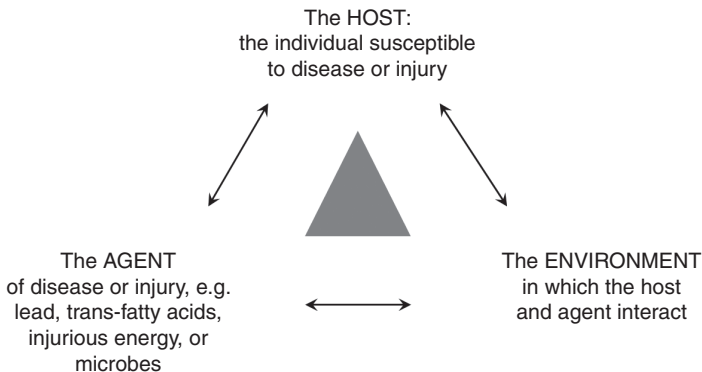 The HOST:
the individual susceptible
to disease or injury
The AGENT
of disease or injury, e.g.
lead, trans-fatty acids,
injurious energy, or
microbes
The ENVIRONMENT
in which the host
and agent interact